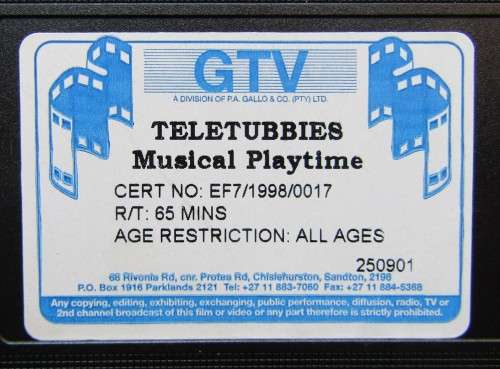 GTV
A DIVISION OF P.A. GALLO & CO. (PTY) LTD.
TELETUBBIES
Musical Playtime
CERT NO: EF7/1998/0017
R/T: 65 MINS
AGE RESTRICTION: ALL AGES
250901
66 Rivonia Rd, cnr. Protea Rd, Chislehurston, Sandton, 2196
P.O. Box 1916 Parklands 2121 Tel: +27 11 883-7060 Fax: +27 11 884-5368
Any copying, editing, exhibiting, exchanging, public performance, diffusion, radio, TV or
2nd channel broadcast of this film or video or any part therefore is strictly prohibited.